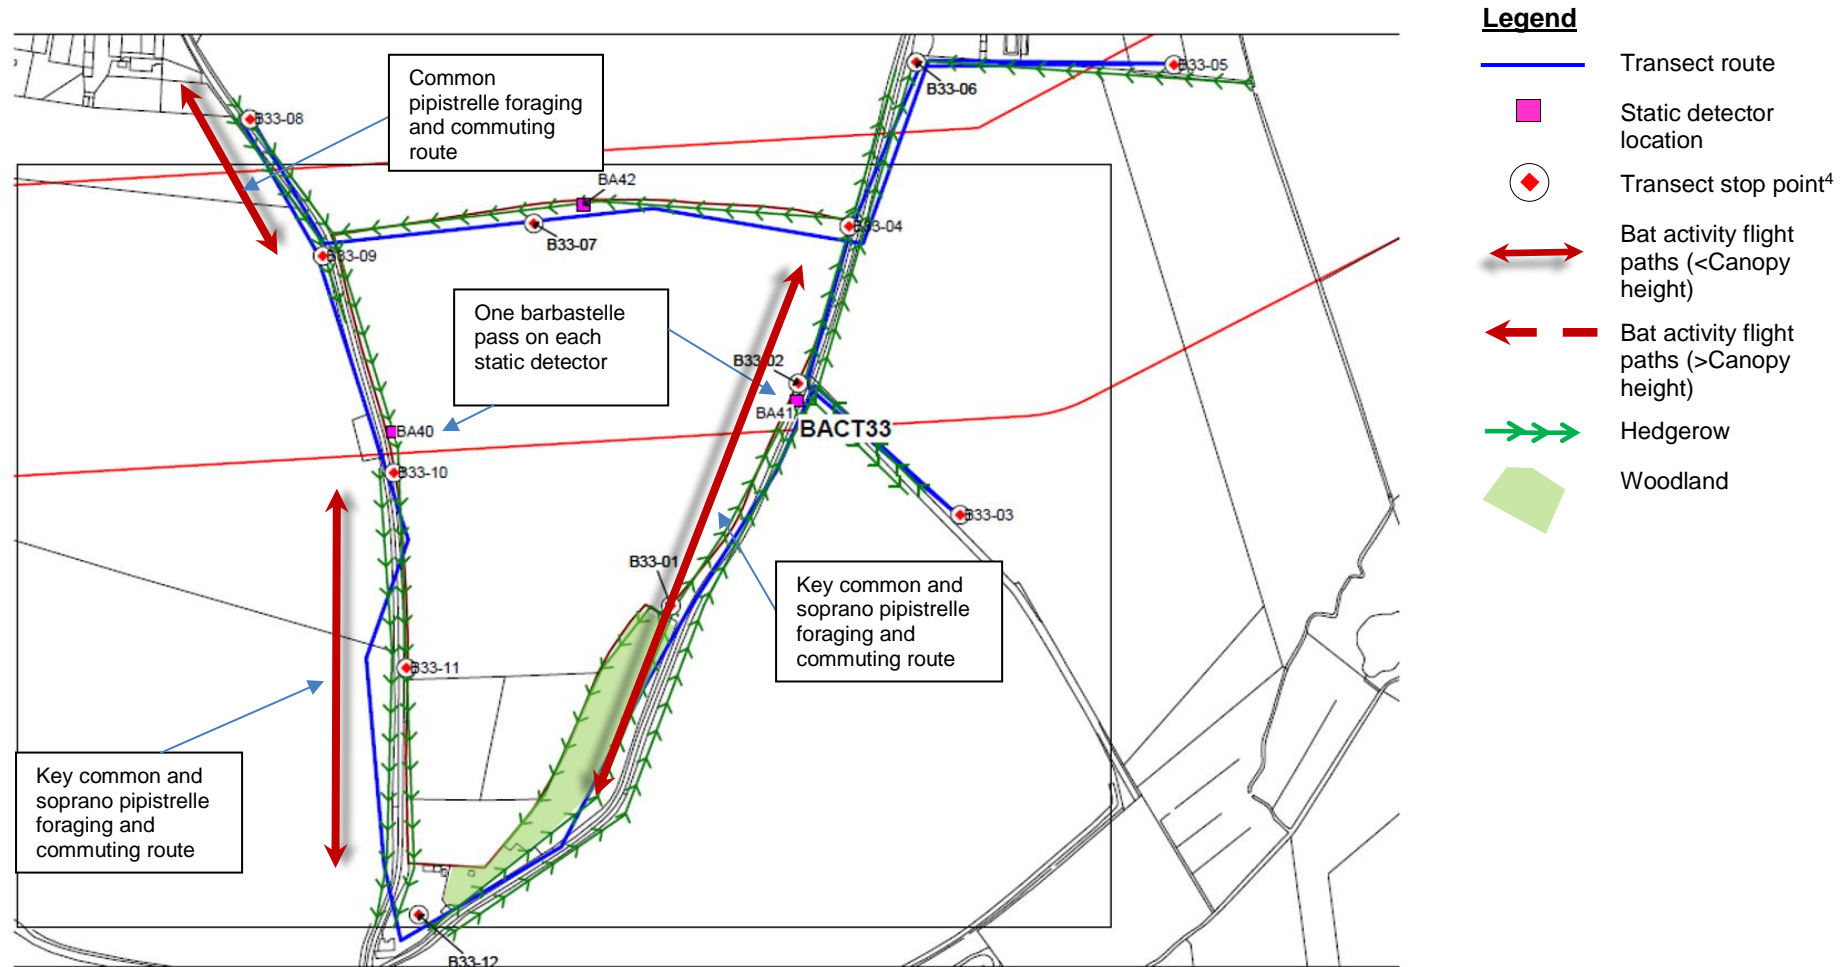 Legend
Transect route
Static detector
location
Transect stop point4
Bat activity flight
paths (<Canopy
height)
Bat activity flight
paths (>Canopy
height)
Hedgerow
Woodland
Common
pipistrelle foraging
and commuting
route
One barbastelle
pass on each
static detector
Key common and
soprano pipistrelle
foraging and
commuting route
Key common and
soprano pipistrelle
foraging and
commuting route
B33-05
B33-06
B33-08
BA42
B33-07
B33-04
B33-09
B33-02
BA41
BACT33
BA40
B33-10
B33-03
B33-01
B33-11
B33-12